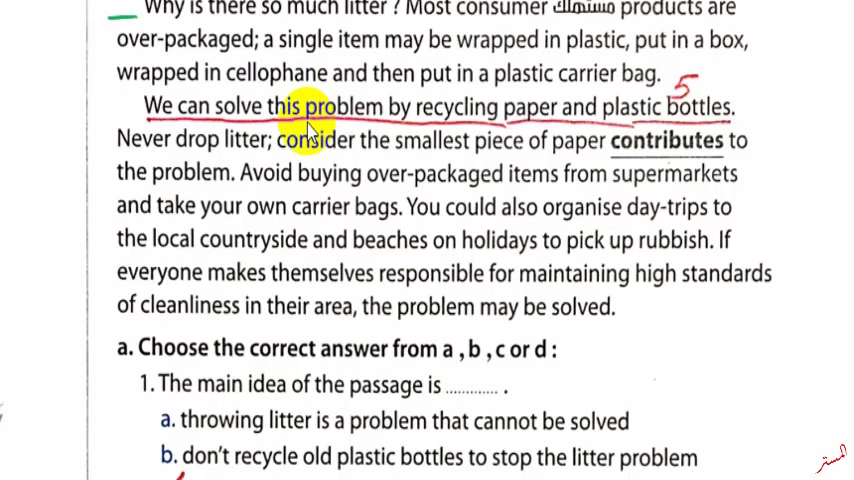 Why is there so much litter ? Most consumer مستهلك products are
over-packaged; a single item may be wrapped in plastic, put in a box,
wrapped in cellophane and then put in a plastic carrier bag.
5
We can solve this problem by recycling paper and plastic bottles.
Never drop litter; consider the smallest piece of paper contributes to
the problem. Avoid buying over-packaged items from supermarkets
and take your own carrier bags. You could also organise day-trips to
the local countryside and beaches on holidays to pick up rubbish. If
everyone makes themselves responsible for maintaining high standards
of cleanliness in their area, the problem may be solved.
a. Choose the correct answer from a , b , c or d :
1. The main idea of the passage is ............. .
a. throwing litter is a problem that cannot be solved
b. don't recycle old plastic bottles to stop the litter problem